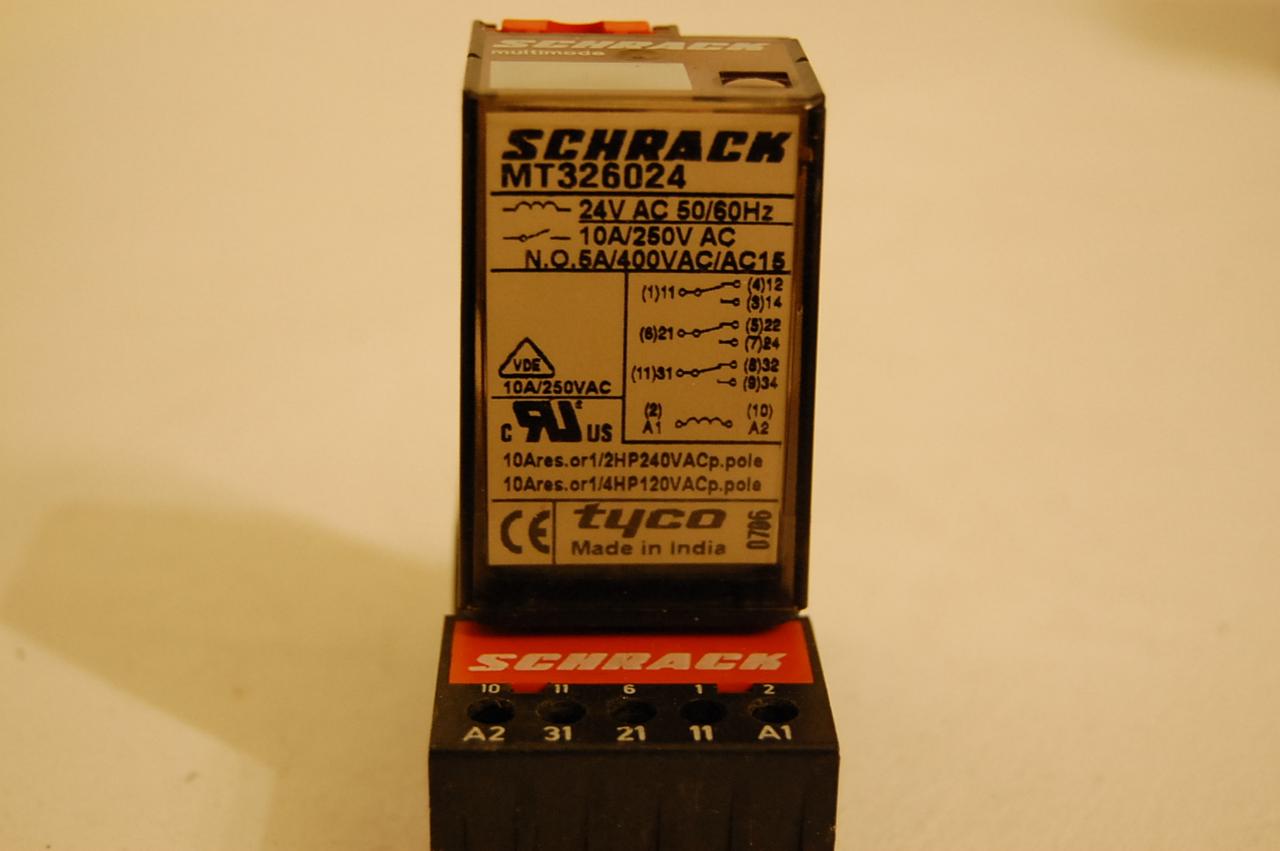 SCHRACK
multimode
SCHRACK
MT326024
24V AC 50/60Hz
10A/250V AC
N.O.5A/400VAC/AC15
(1)11 (4)12
(3)14
(6)21 (5)22
(7)24
(11)31 (8)32
(9)34
(2) (10)
A1 A2
VDE
10A/250VAC
C RU US
10Ares.or1/2HP240VACp.pole
10Ares.or1/4HP120VACp.pole
CE tyco
Made in India
0706
SCHRACK
10 11 6 1 2
A2 31 21 11 A1